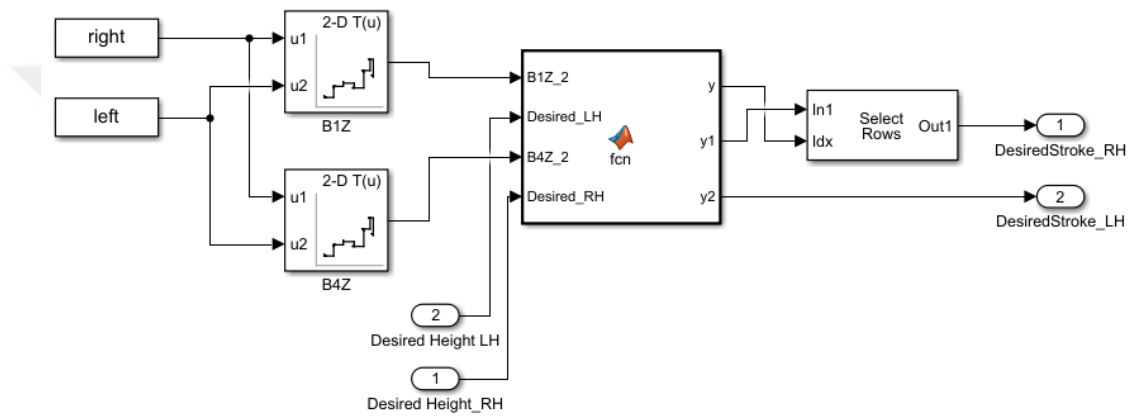 right
left
2-D T(u)
u1
u2
B1Z
2-D T(u)
u1
u2
B4Z
B1Z_2
Desired_LH
B4Z_2
Desired_RH
fcn
y
y1
y2
In1
Idx
Select
Rows
Out1
1
DesiredStroke_RH
2
DesiredStroke_LH
2
Desired Height LH
1
Desired Height_RH